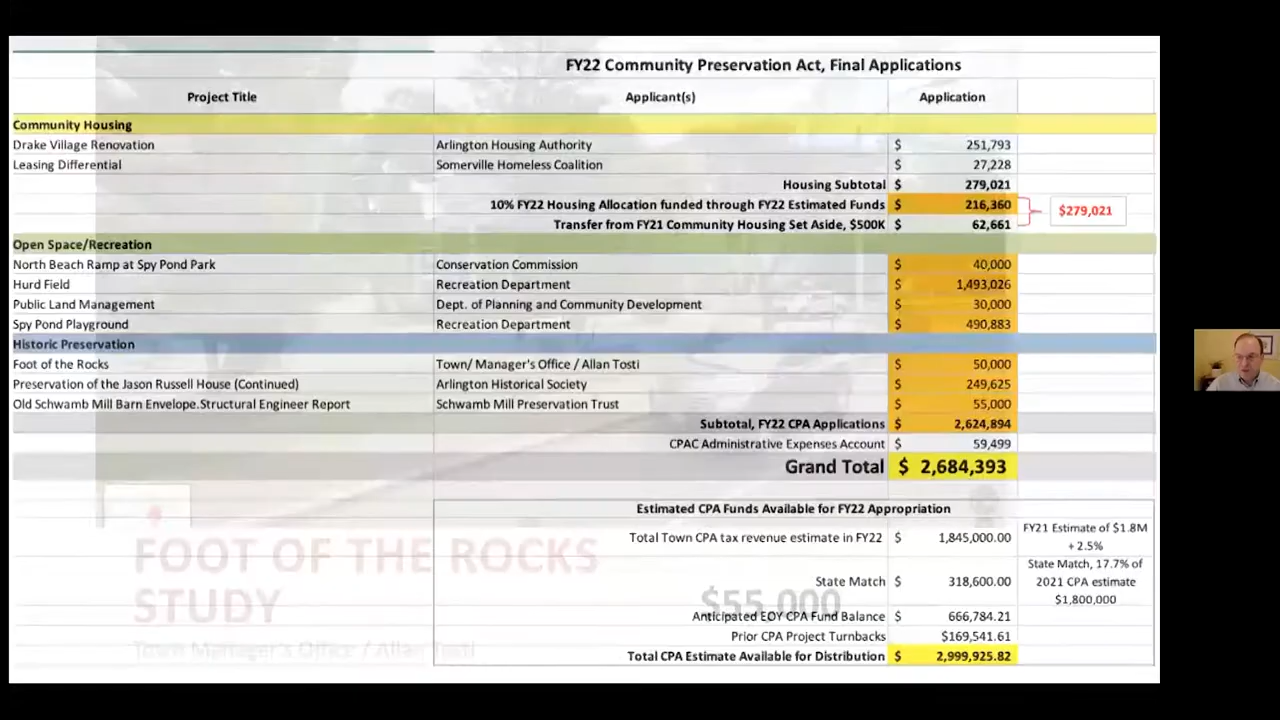 FY22 Community Preservation Act, Final Applications
Project Title Applicant(s) Application
Community Housing
Drake Village Renovation Arlington Housing Authority $ 251,793
Leasing Differential Somerville Homeless Coalition $ 27,228
Housing Subtotal $ 279,021
10% FY22 Housing Allocation funded through FY22 Estimated Funds $ 216,360
$279,021
Transfer from FY21 Community Housing Set Aside, $500K $ 62,661
Open Space/Recreation
North Beach Ramp at Spy Pond Park Conservation Commission $ 40,000
Hurd Field Recreation Department $ 1,493,026
Public Land Management Dept. of Planning and Community Development $ 30,000
Spy Pond Playground Recreation Department $ 490,883
Historic Preservation
Foot of the Rocks Town/ Manager's Office / Allan Tosti $ 50,000
Preservation of the Jason Russell House (Continued) Arlington Historical Society $ 249,625
Old Schwamb Mill Barn Envelope.Structural Engineer Report Schwamb Mill Preservation Trust $ 55,000
Subtotal, FY22 CPA Applications $ 2,624,894
CPAC Administrative Expenses Account $ 59,499
Grand Total $ 2,684,393
Estimated CPA Funds Available for FY22 Appropriation
Total Town CPA tax revenue estimate in FY22 $ 1,845,000.00
FY21 Estimate of $1.8M
+ 2.5%
State Match $ 318,600.00
State Match, 17.7% of
2021 CPA estimate
$1,800,000
Anticipated EOY CPA Fund Balance $ 666,784.21
Prior CPA Project Turnbacks $169,541.61
Total CPA Estimate Available for Distribution $ 2,999,925.82
FOOT OF THE ROCKS
STUDY
$55,000
Town Manager's Office / Allan Tosti